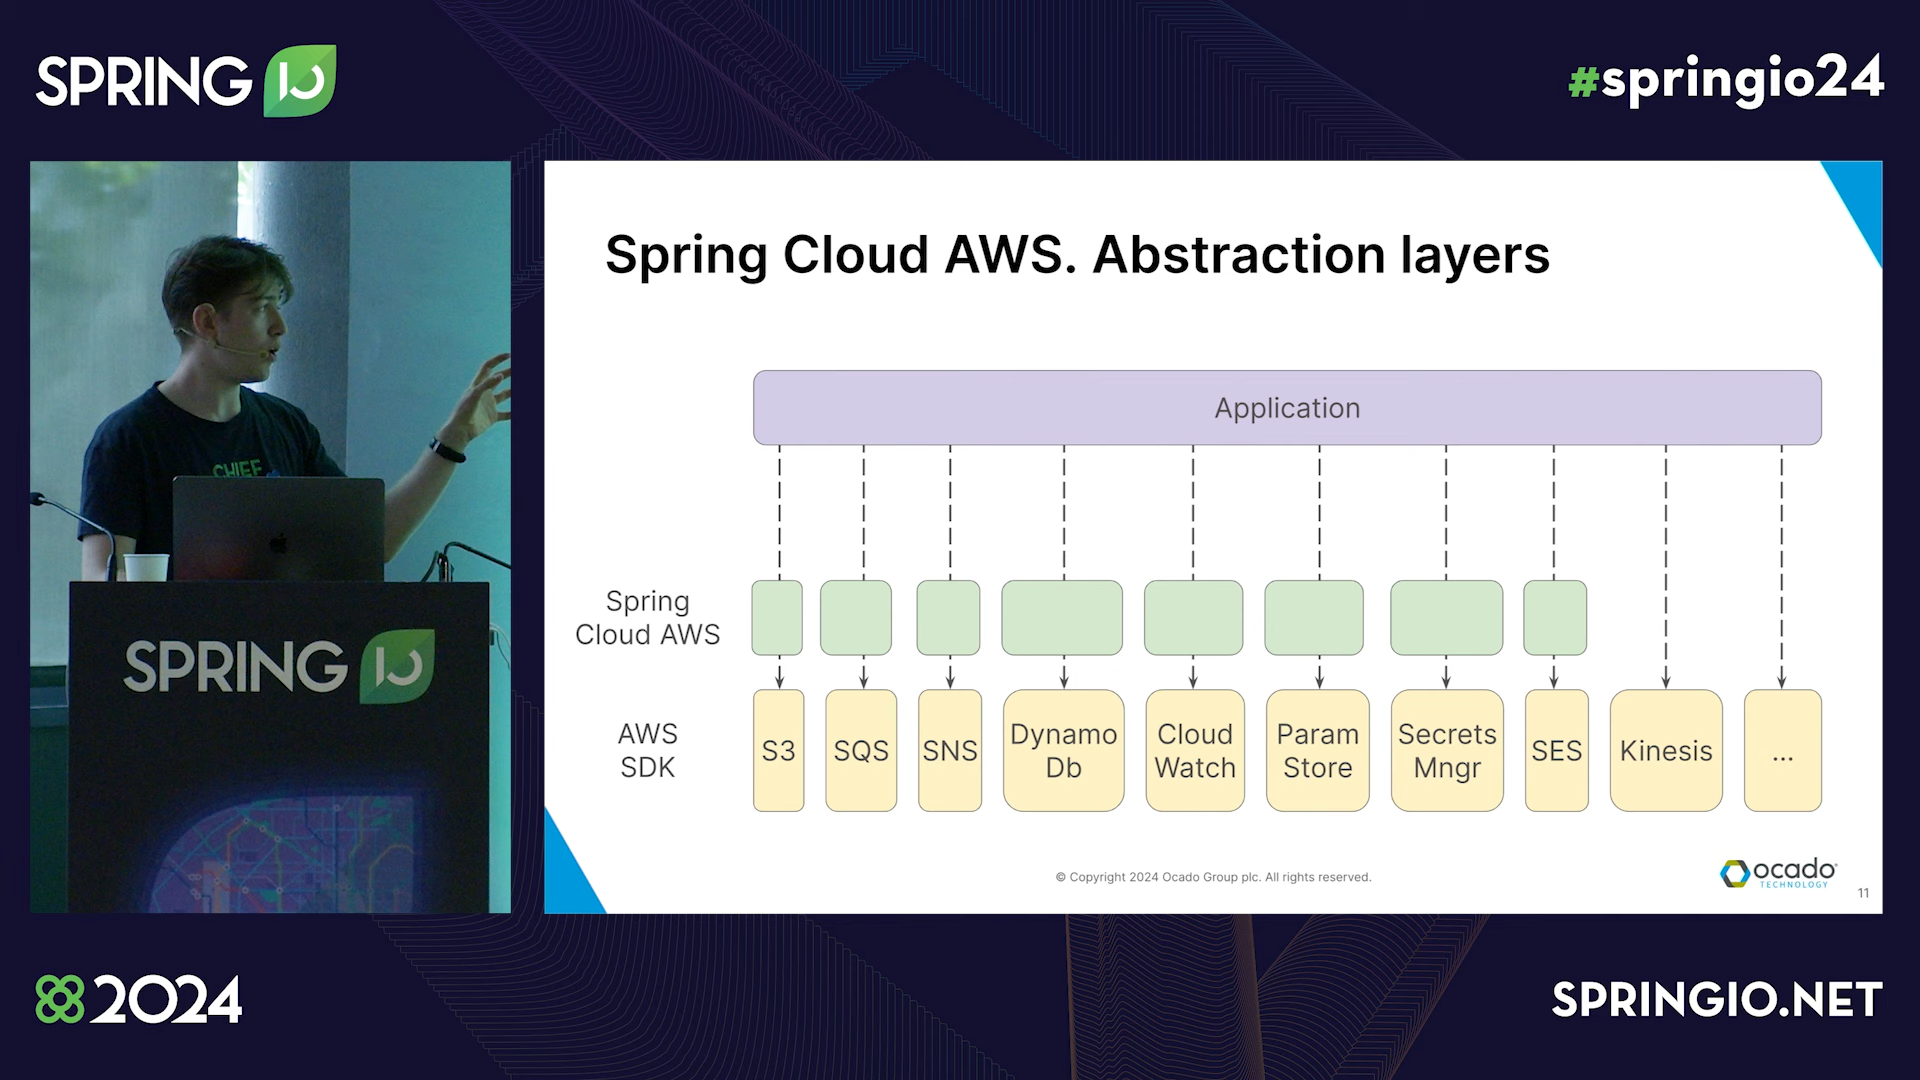 SPRING IO
#springio24
Spring Cloud AWS. Abstraction layers
Application
Spring
Cloud AWS
AWS
SDK
S3
SQS
SNS
Dynamo
Db
Cloud
Watch
Param
Store
Secrets
Mngr
SES
Kinesis
...
© Copyright 2024 Ocado Group plc. All rights reserved.
ocado
TECHNOLOGY
11
CHIEF
SPRING IO
2024
SPRINGIO.NET